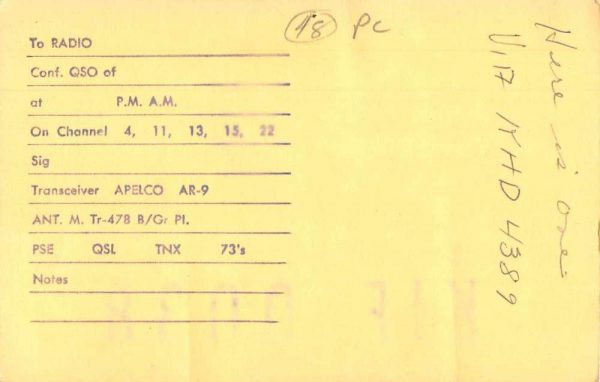 To RADIO
Conf. QSO of
at P.M. A.M.
On Channel 4, 11, 13, 15, 22
Sig
Transceiver APELCO AR-9
ANT. M. Tr-478 B/Gr Pl.
PSE QSL TNX 73's
Notes
18 PC
Here is one
KHD 4389